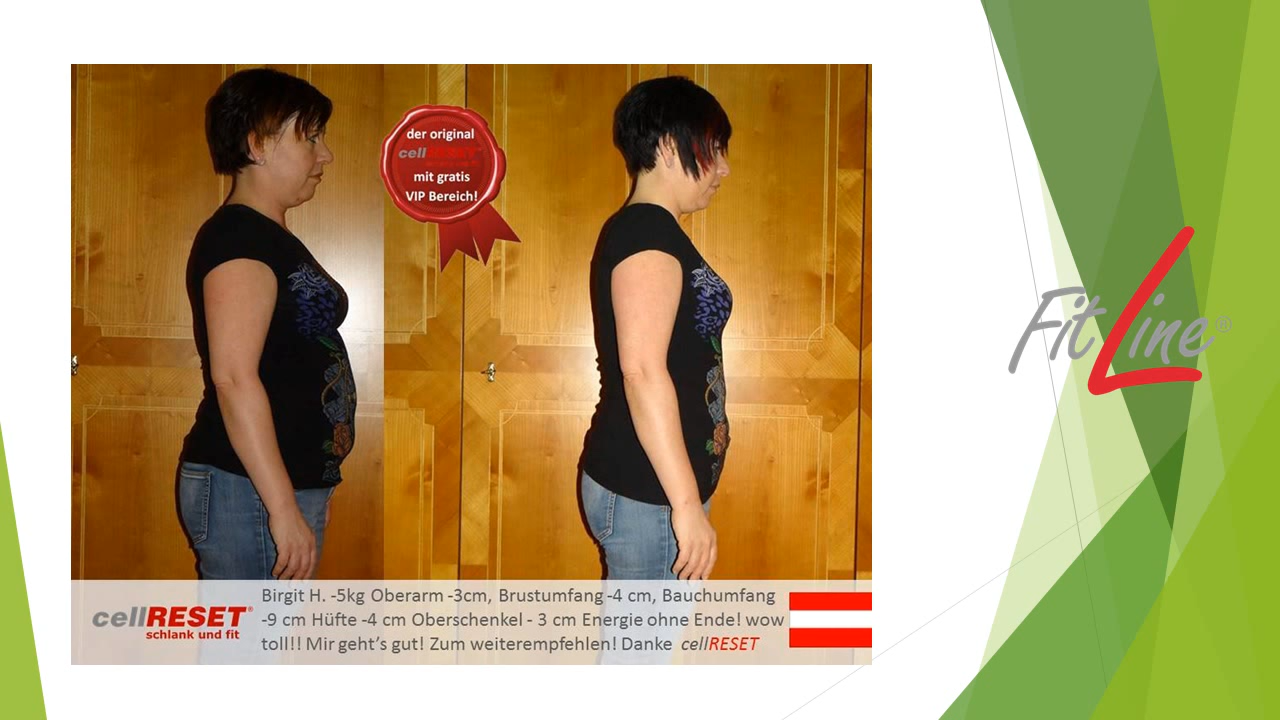 der original
cellRESET
mit gratis
VIP Bereich!
FitLine®
cellRESET®
schlank und fit
Birgit H. -5kg Oberarm -3cm, Brustumfang -4 cm, Bauchumfang
-9 cm Hüfte -4 cm Oberschenkel - 3 cm Energie ohne Ende! wow
toll!! Mir geht's gut! Zum weiterempfehlen! Danke cellRESET